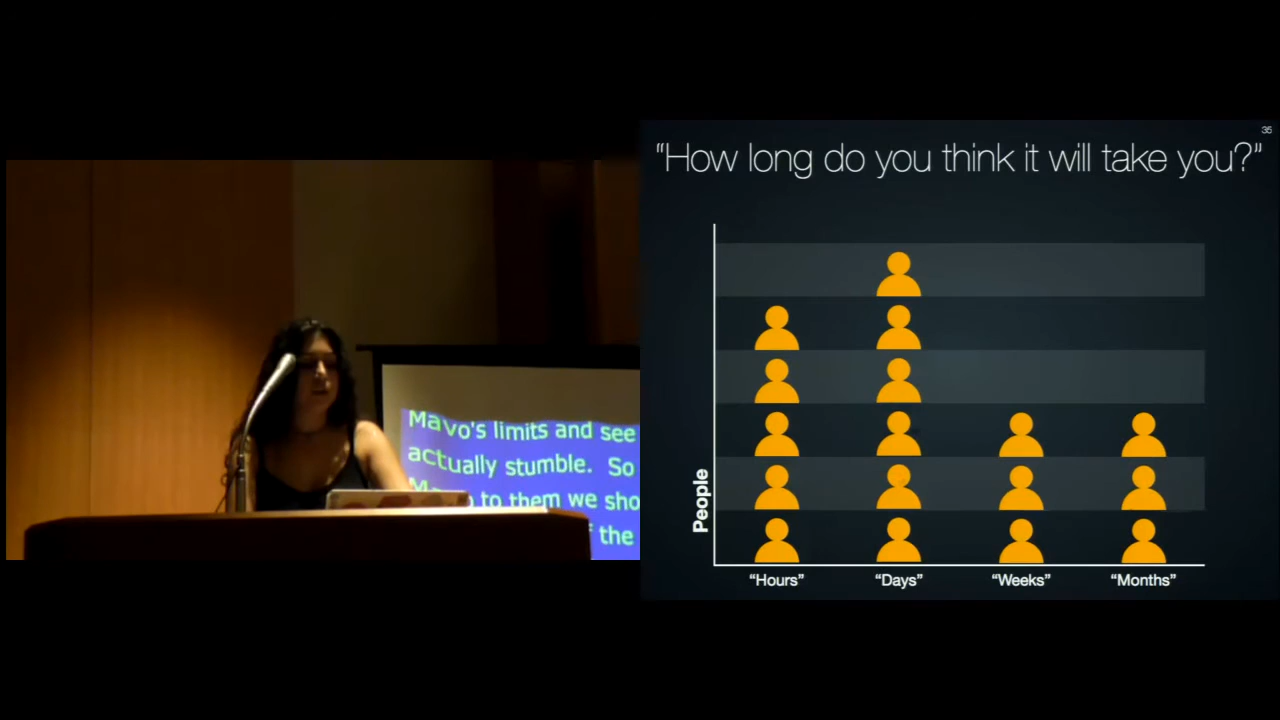 Mavo's limits and see
actually stumble. So
to them we sho
the
36
"How long do you think it will take you?"
People
"Hours" "Days" "Weeks" "Months"